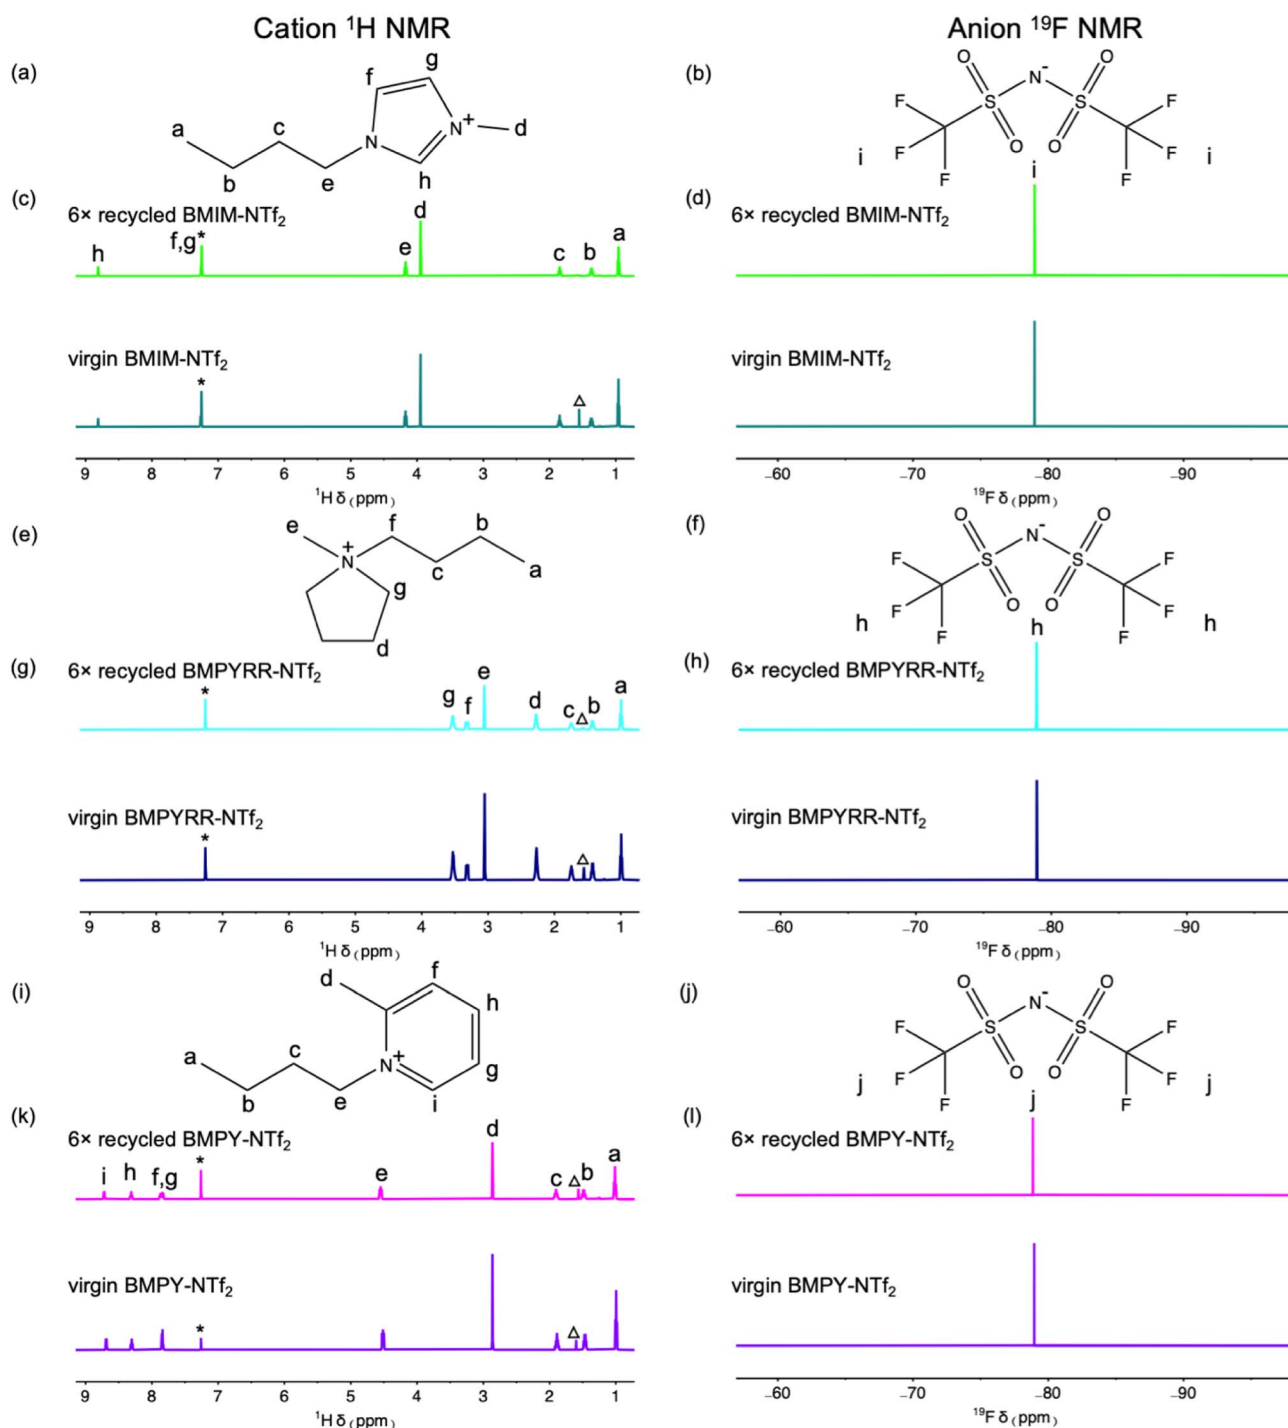 Cation ¹H NMR
Anion ¹⁹F NMR
(a)
a
b
c
e
f
g
N
N⁺
d
h
(b)
O
N⁻
O
F
S
S
F
F
O
O
F
i
F
F
i
(c)
6× recycled BMIM-NTf₂
h
f,g*
e
d
c
b
a
(d)
6× recycled BMIM-NTf₂
i
virgin BMIM-NTf₂
*
△
virgin BMIM-NTf₂
9 8 7 6 5 4 3 2 1
¹H δ (ppm)
–60 –70 –80 –90
¹⁹F δ (ppm)
(e)
e
f
b
+
N
c
a
g
d
(f)
O
N⁻
O
F
S
S
F
F
O
O
F
h
F
F
h
(g)
6× recycled BMPYRR-NTf₂
*
g
f
e
d
c
△
b
a
(h)
6× recycled BMPYRR-NTf₂
h
virgin BMPYRR-NTf₂
*
△
virgin BMPYRR-NTf₂
9 8 7 6 5 4 3 2 1
¹H δ (ppm)
–60 –70 –80 –90
¹⁹F δ (ppm)
(i)
d
f
h
a
c
N⁺
g
b
e
i
(j)
O
N⁻
O
F
S
S
F
F
O
O
F
j
F
F
j
(k)
6× recycled BMPY-NTf₂
i
h
f,g
*
e
d
c
△
b
a
(l)
6× recycled BMPY-NTf₂
j
virgin BMPY-NTf₂
*
△
virgin BMPY-NTf₂
9 8 7 6 5 4 3 2 1
¹H δ (ppm)
–60 –70 –80 –90
¹⁹F δ (ppm)